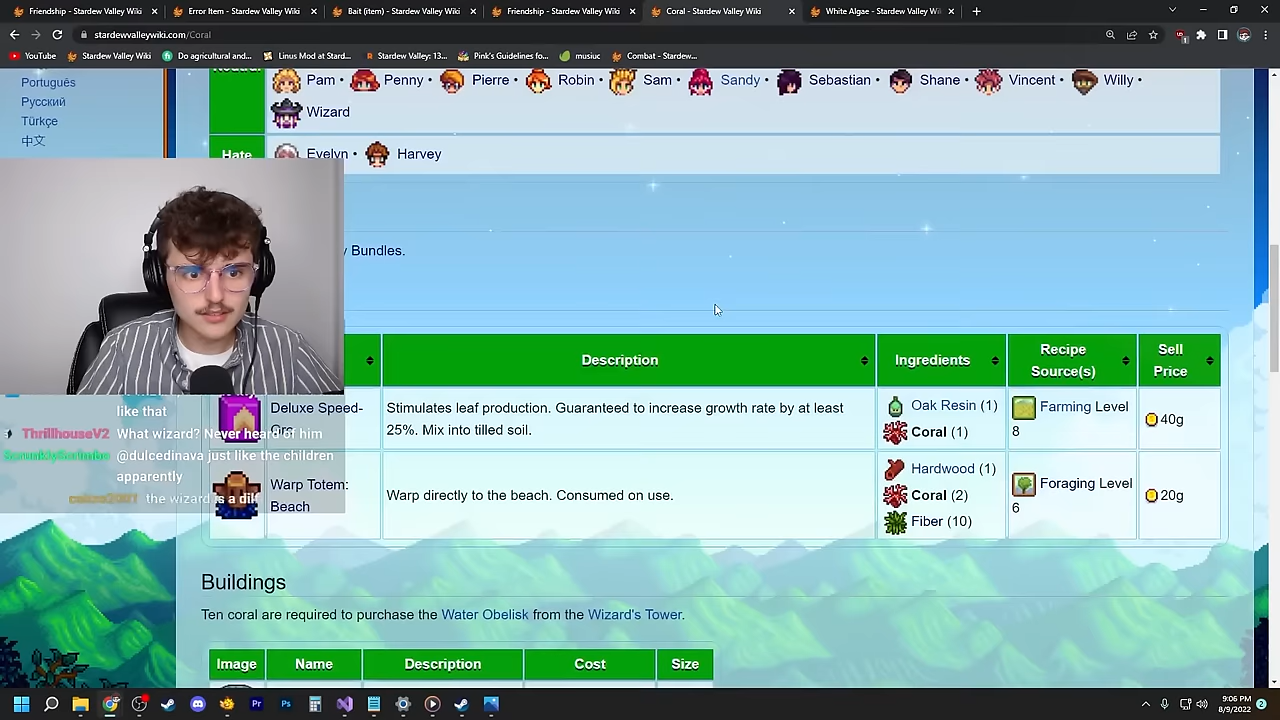 Friendship - Stardew Valley Wiki
Error Item - Stardew Valley Wiki
Bait (item) - Stardew Valley Wiki
Friendship - Stardew Valley Wiki
Coral - Stardew Valley Wiki
White Algae - Stardew Valley Wiki
stardewvalleywiki.com/Coral
YouTube
Stardew Valley Wiki
Do agricultural and...
Linus Mod at Stard...
Stardew Valley: 13...
Pink's Guidelines fo...
musiuc
Combat - Stardew...
Português
Русский
Türkçe
中文
Pam • Penny • Pierre • Robin • Sam • Sandy • Sebastian • Shane • Vincent • Willy •
Wizard
Hate
Evelyn • Harvey
Bundles.
Description
Ingredients
Recipe
Source(s)
Sell
Price
Deluxe Speed-
Stimulates leaf production. Guaranteed to increase growth rate by at least
25%. Mix into tilled soil.
Oak Resin (1)
Coral (1)
Farming Level
8
40g
Warp Totem:
Beach
Warp directly to the beach. Consumed on use.
Hardwood (1)
Coral (2)
Fiber (10)
Foraging Level
6
20g
like that
ThrillhouseV2 What wizard? Never heard of him
@dulcedinava just like the children
apparently
the wizard is a dilf
Buildings
Ten coral are required to purchase the Water Obelisk from the Wizard's Tower.
Image
Name
Description
Cost
Size
9:06 PM
8/9/2022